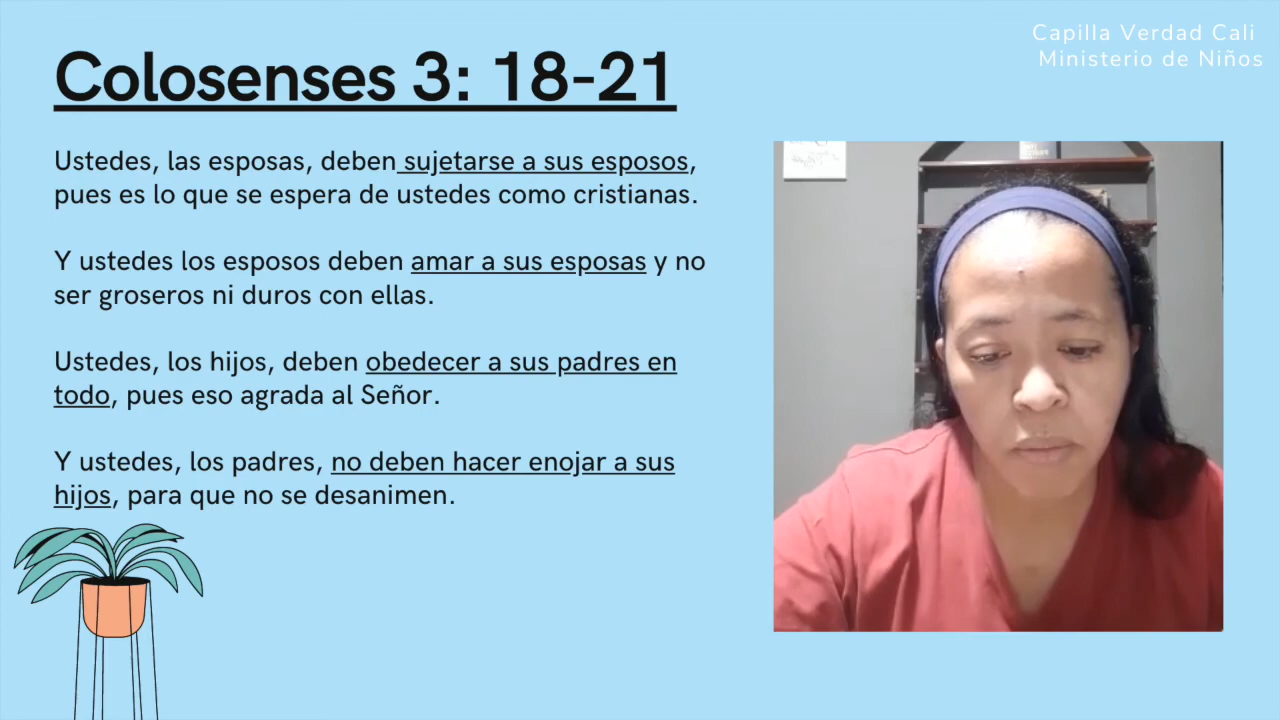 Capilla Verdad Cali
Ministerio de Niños
Colosenses 3: 18-21
Ustedes, las esposas, deben sujetarse a sus esposos,
pues es lo que se espera de ustedes como cristianas.
Y ustedes los esposos deben amar a sus esposas y no
ser groseros ni duros con ellas.
Ustedes, los hijos, deben obedecer a sus padres en
todo, pues eso agrada al Señor.
Y ustedes, los padres, no deben hacer enojar a sus
hijos, para que no se desanimen.